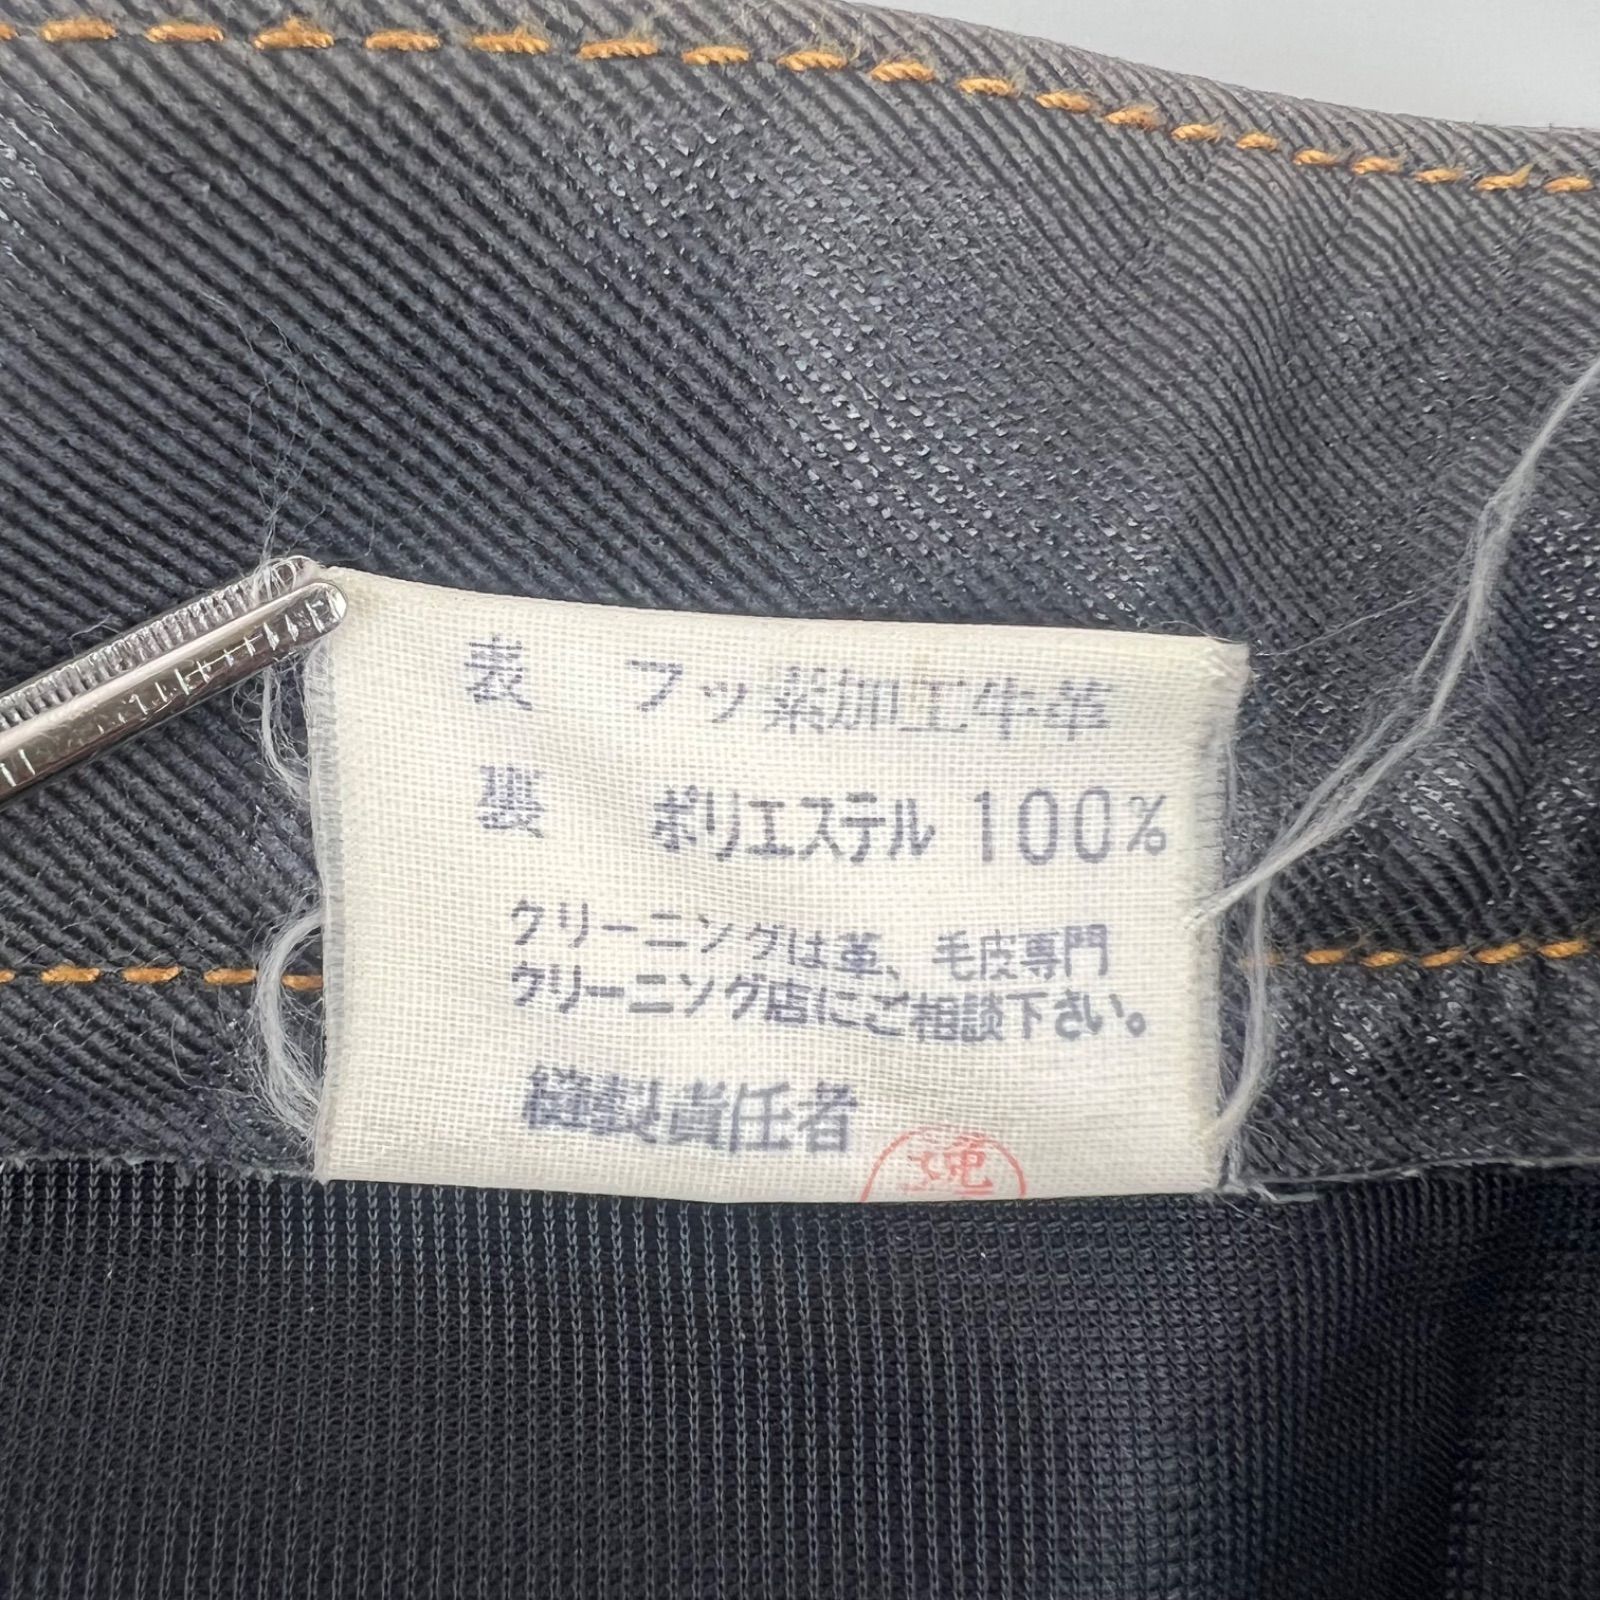 表 フッ素加工牛革
裏 ポリエステル 100%
クリーニングは革、毛皮専門
クリーニング店にご相談下さい。
縫製責任者